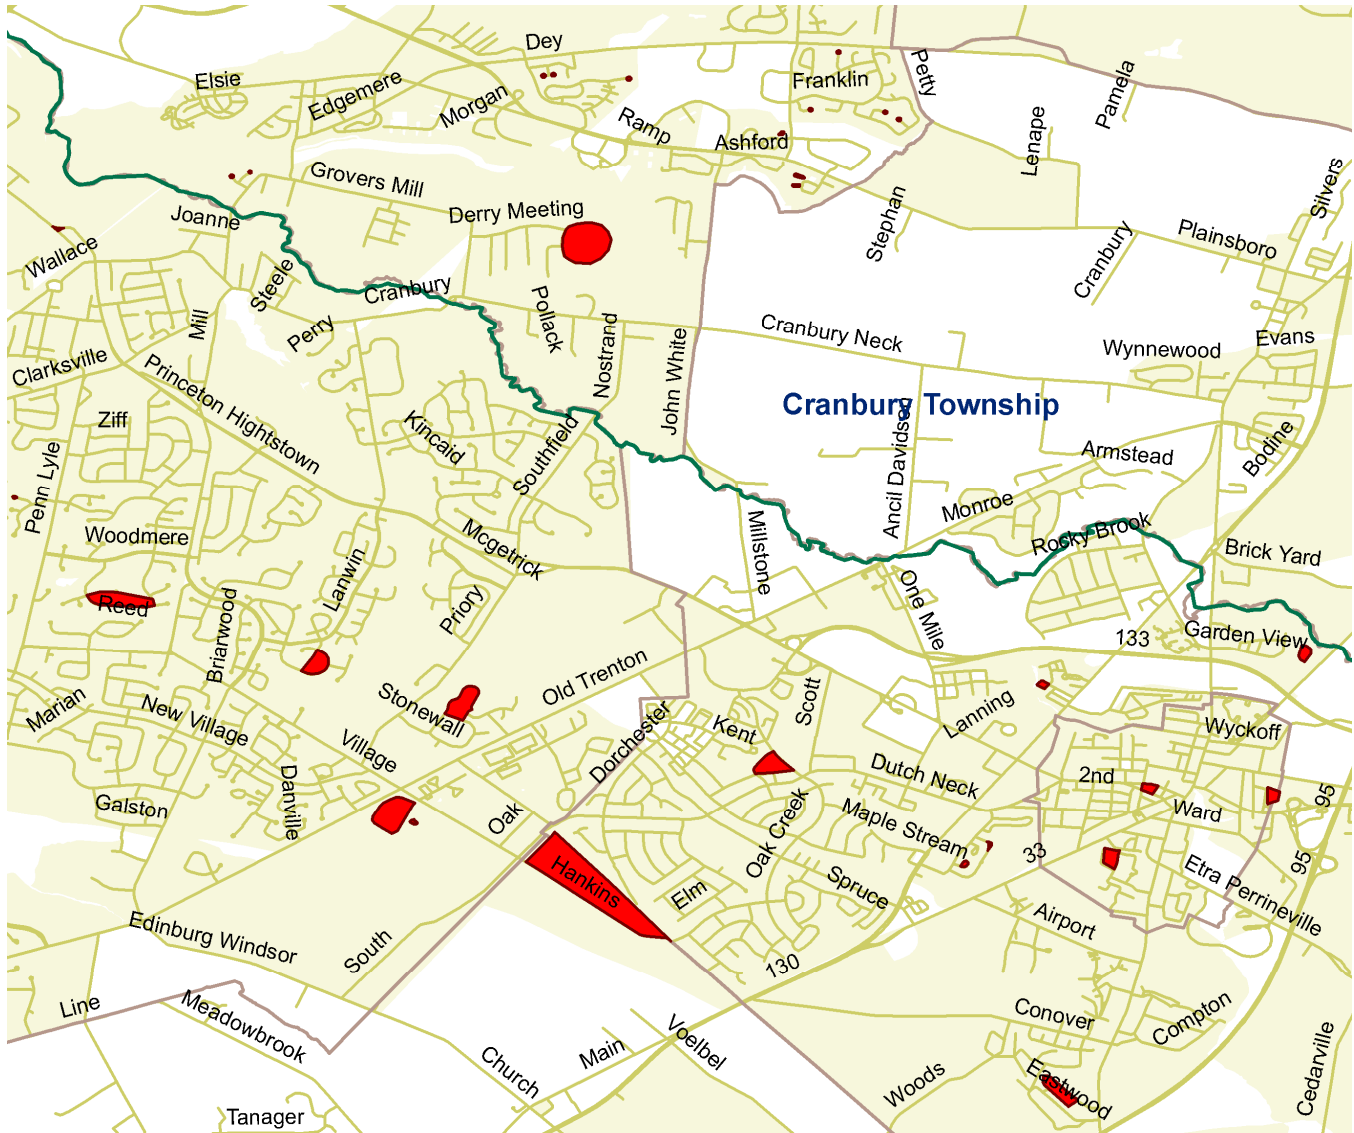 Dey
Elsie
Edgemere
Morgan
Franklin
Petty
Pamela
Ramp
Ashford
Lenape
Grovers Mill
Silvers
Joanne
Derry Meeting
Stephan
Wallace
Plainsboro
Steele
Cranbury
Cranbury
Perry
Mill
Pollack
Nostrand
John White
Cranbury Neck
Evans
Wynnewood
Clarksville
Princeton Hightstown
Cranbury Township
Ziff
Kincaid
Southfield
Ancil Davidson
Armstead
Bodine
Penn Lyle
Monroe
Woodmere
Mcgetrick
Millstone
Rocky Brook
Brick Yard
Lanwin
Reed
Briarwood
Priory
One Mile
133
Garden View
Old Trenton
Marian
New Village
Stonewall
Scott
Lanning
Village
Dorchester
Kent
Wyckoff
Dutch Neck
2nd
Danville
Galston
Oak
Oak Creek
Maple Stream
Ward
95
33
95
Hankins
Elm
Spruce
Etra Perrineville
Airport
Edinburg Windsor
South
130
Line
Meadowbrook
Conover
Compton
Voelbel
Main
Church
Woods
Eastwood
Cedarville
Tanager